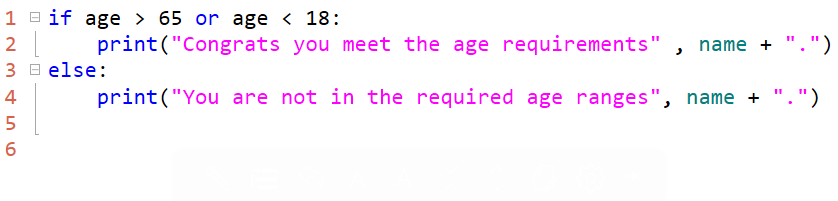 1 if age > 65 or age < 18:
2     print("Congrats you meet the age requirements" , name + ".")
3 else:
4     print("You are not in the required age ranges", name + ".")
5
6